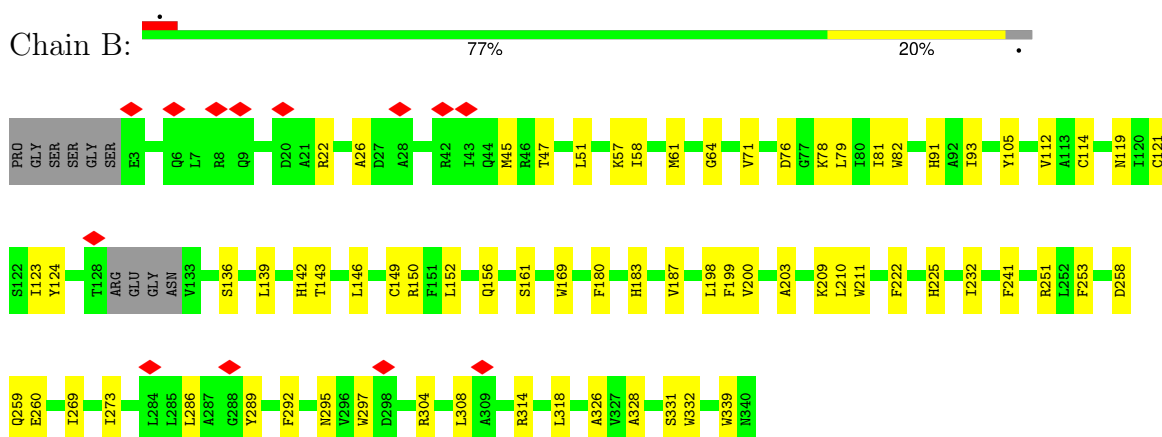 Chain B:
77% 20%
PRO GLY SER SER GLY SER E3 Q6 L7 R8 Q9 D20 A21 R22 A26 D27 A28 R42 I43 Q44 M45 R46 T47 L51 K57 I58 M61 G64 V71 D76 G77 K78 L79 I80 I81 W82 H91 A92 I93 Y105 V112 A113 C114 N119 I120 C121
S122 I123 Y124 T128 ARG GLU GLY ASN V133 S136 L139 H142 T143 L146 C149 R150 F151 L152 Q156 S161 W169 F180 H183 V187 L198 F199 V200 A203 K209 L210 W211 F222 H225 I232 F241 R251 L252 F253 D258
Q259 E260 I269 I273 L284 L285 L286 A287 G288 Y289 F292 N295 V296 W297 D298 R304 L308 A309 R314 L318 A326 V327 A328 S331 W332 W339 N340